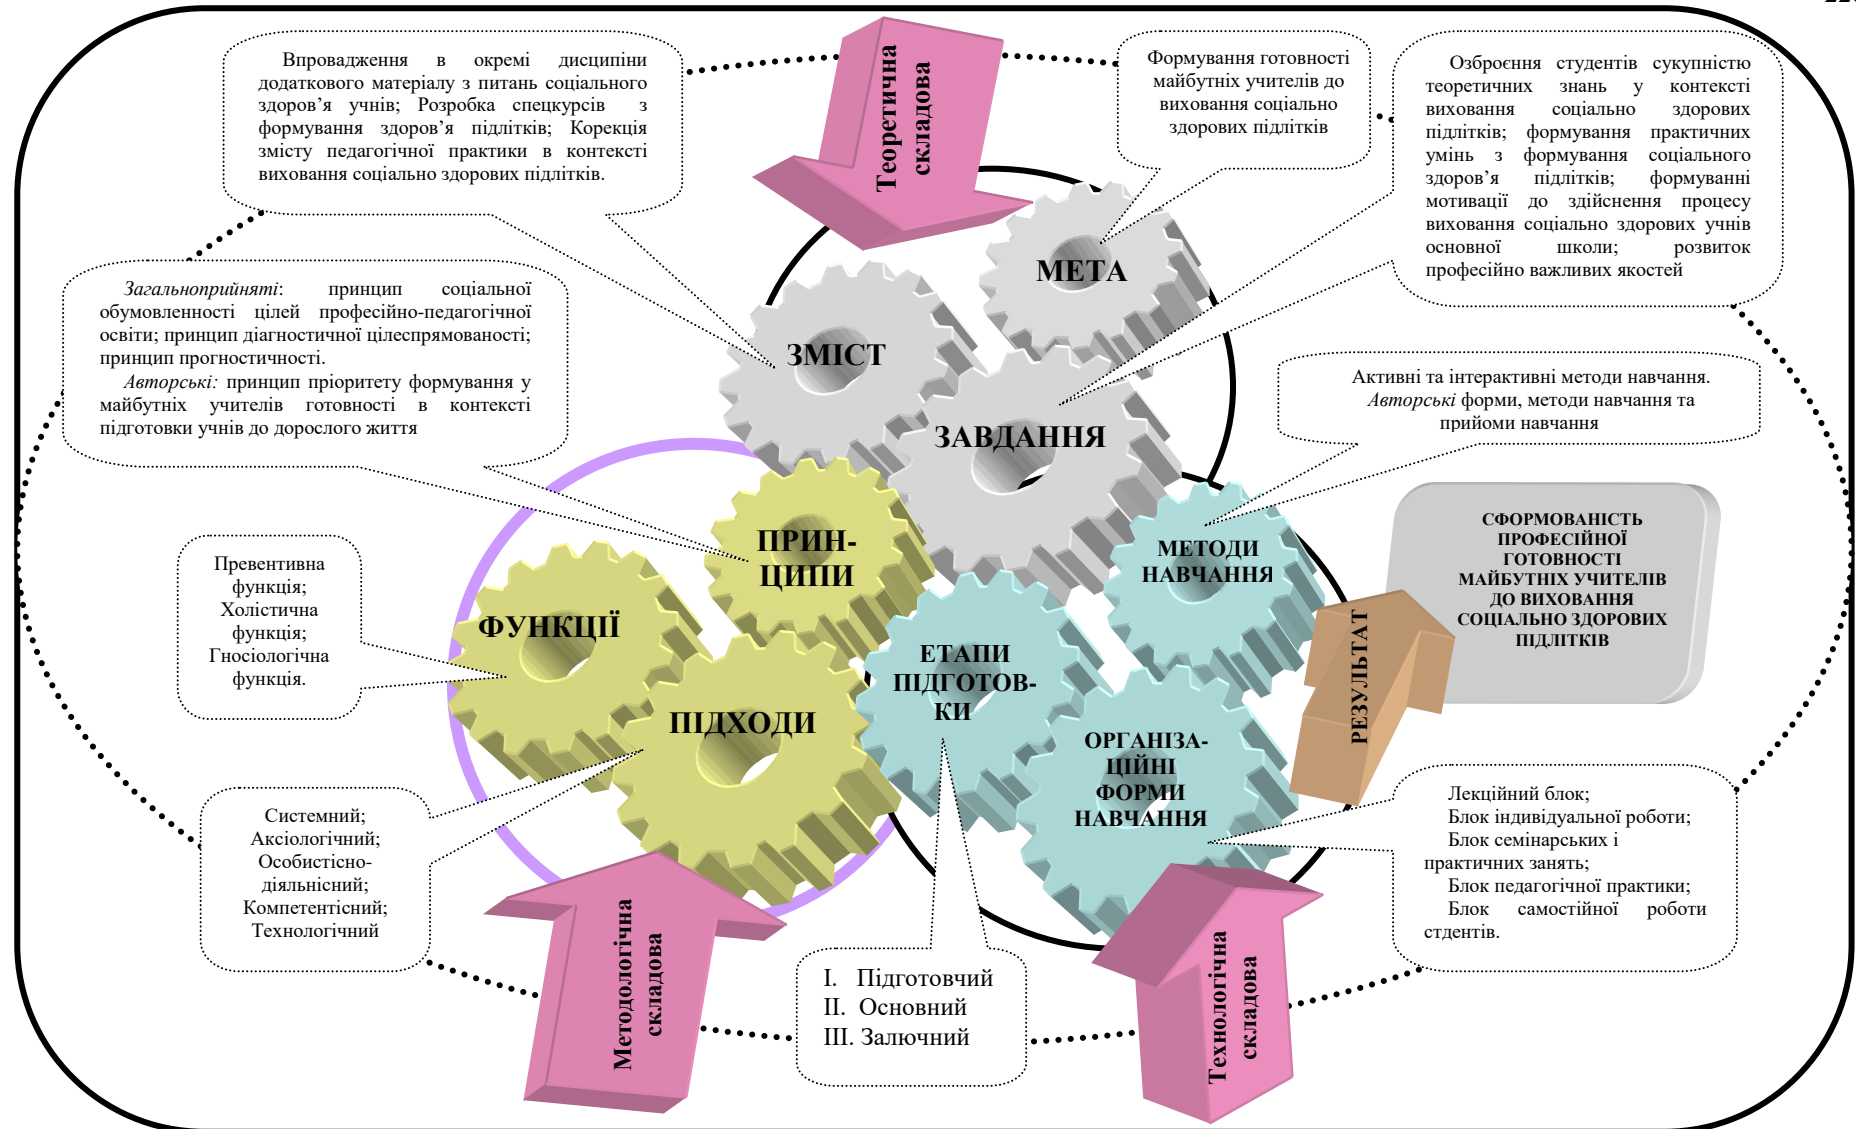 Впровадження в окремі дисципіни
додаткового матеріалу з питань соціального
здоров’я учнів; Розробка спецкурсів з
формування здоров’я підлітків; Корекція
змісту педагогічної практики в контексті
виховання соціально здорових підлітків.
Теоретична
складова
Формування готовності
майбутніх учителів до
виховання соціально
здорових підлітків
Озброєння студентів сукупністю
теоретичних знань у контексті
виховання соціально здорових
підлітків; формування практичних
умінь з формування соціального
здоров’я підлітків; формуванні
мотивації до здійснення процесу
виховання соціально здорових учнів
основної школи; розвиток
професійно важливих якостей
Загальноприйняті: принцип соціальної
обумовленності цілей професійно-педагогічної
освіти; принцип діагностичної цілеспрямованості;
принцип прогностичності.
Авторські: принцип пріоритету формування у
майбутніх учителів готовності в контексті
підготовки учнів до дорослого життя
МЕТА
ЗМІСТ
ЗАВДАННЯ
Активні та інтерактивні методи навчання.
Авторські форми, методи навчання та
прийоми навчання
Превентивна
функція;
Холістична
функція;
Гносіологічна
функція.
ПРИН-
ЦИПИ
ФУНКЦІЇ
ПІДХОДИ
МЕТОДИ
НАВЧАННЯ
ЕТАПИ
ПІДГОТОВ-
КИ
ОРГАНІЗА-
ЦІЙНІ
ФОРМИ
НАВЧАННЯ
РЕЗУЛЬТАТ
СФОРМОВАНІСТЬ
ПРОФЕСІЙНОЇ
ГОТОВНОСТІ
МАЙБУТНІХ УЧИТЕЛІВ
ДО ВИХОВАННЯ
СОЦІАЛЬНО ЗДОРОВИХ
ПІДЛІТКІВ
Системний;
Аксіологічний;
Особистісно-
діяльнісний;
Компетентісний;
Технологічний
Методологічна
складова
I. Підготовчий
II. Основний
III. Залючний
Технологічна
складова
Лекційний блок;
Блок індивідуальної роботи;
Блок семінарських і
практичних занять;
Блок педагогічної практики;
Блок самостійної роботи
стдентів.